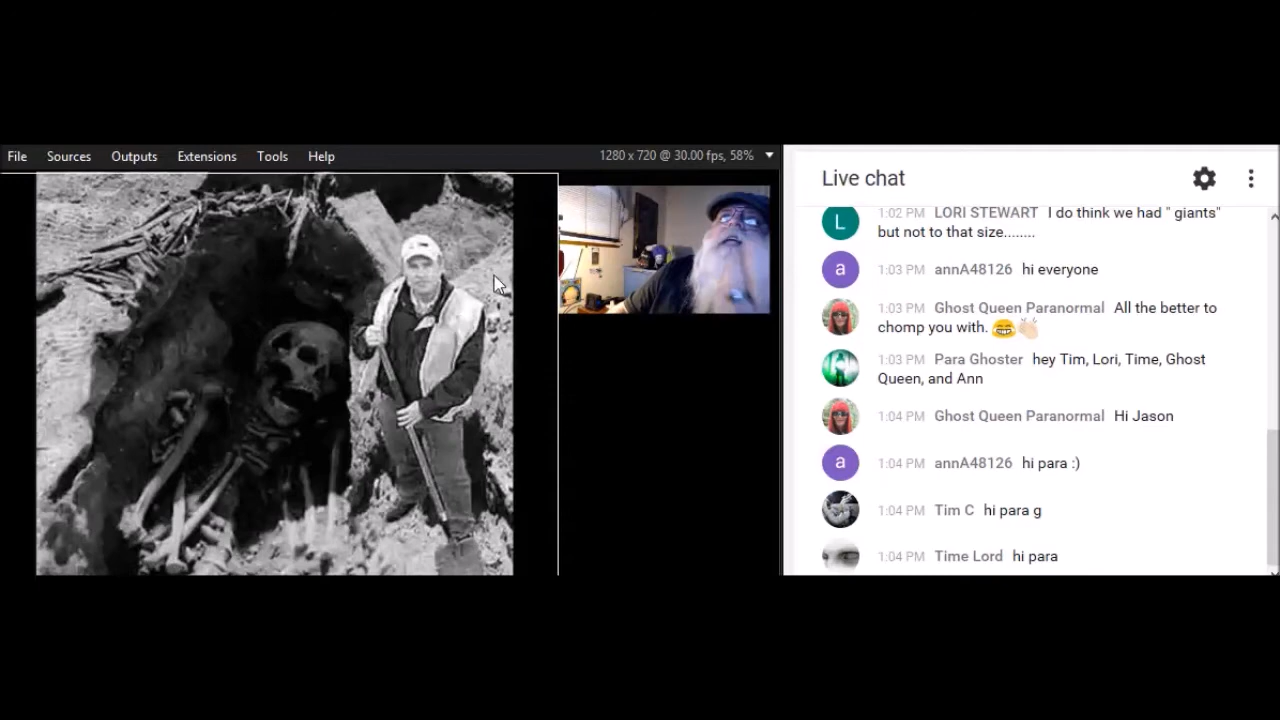 File Sources Outputs Extensions Tools Help
1280 x 720 @ 30.00 fps, 58%
Live chat
1:02 PM LORI STEWART I do think we had " giants"
but not to that size........
1:03 PM annA48126 hi everyone
1:03 PM Ghost Queen Paranormal All the better to
chomp you with. 😂👏🏻
1:03 PM Para Ghoster hey Tim, Lori, Time, Ghost
Queen, and Ann
1:04 PM Ghost Queen Paranormal Hi Jason
1:04 PM annA48126 hi para :)
1:04 PM Tim C hi para g
1:04 PM Time Lord hi para
L
a
a